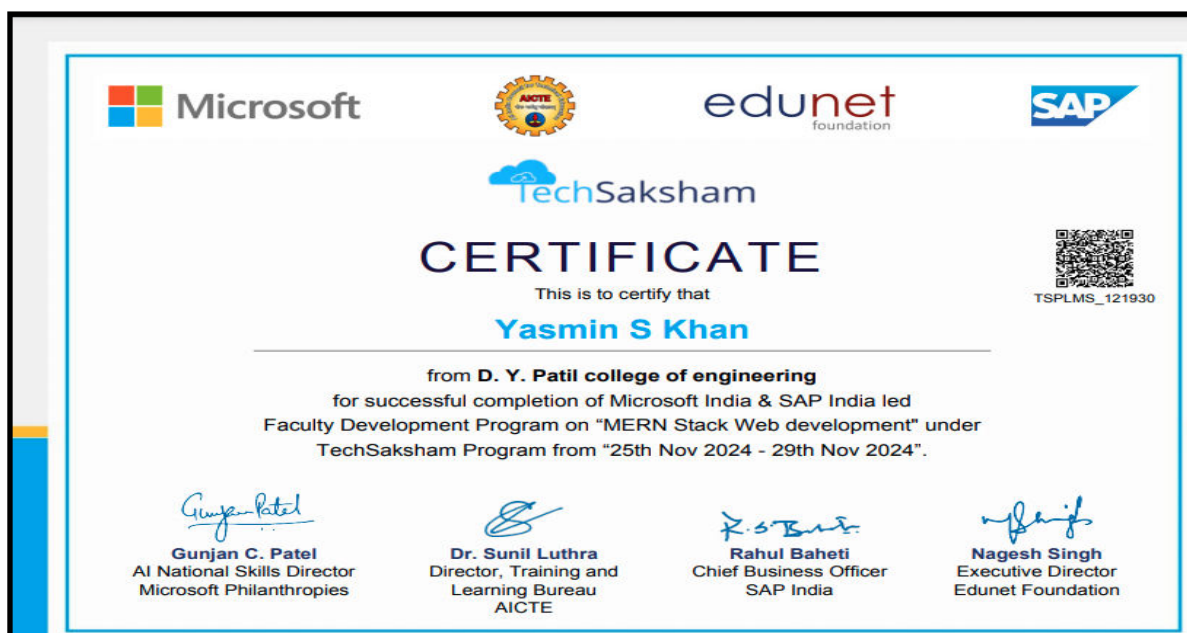 Microsoft
AICTE
edunet
foundation
SAP
TechSaksham
CERTIFICATE
This is to certify that
TSPLMS_121930
Yasmin S Khan
from D. Y. Patil college of engineering
for successful completion of Microsoft India & SAP India led
Faculty Development Program on “MERN Stack Web development" under
TechSaksham Program from “25th Nov 2024 - 29th Nov 2024”.
Gunjan Patel
R.S.
Gunjan C. Patel
AI National Skills Director
Microsoft Philanthropies
Dr. Sunil Luthra
Director, Training and
Learning Bureau
AICTE
Rahul Baheti
Chief Business Officer
SAP India
Nagesh Singh
Executive Director
Edunet Foundation